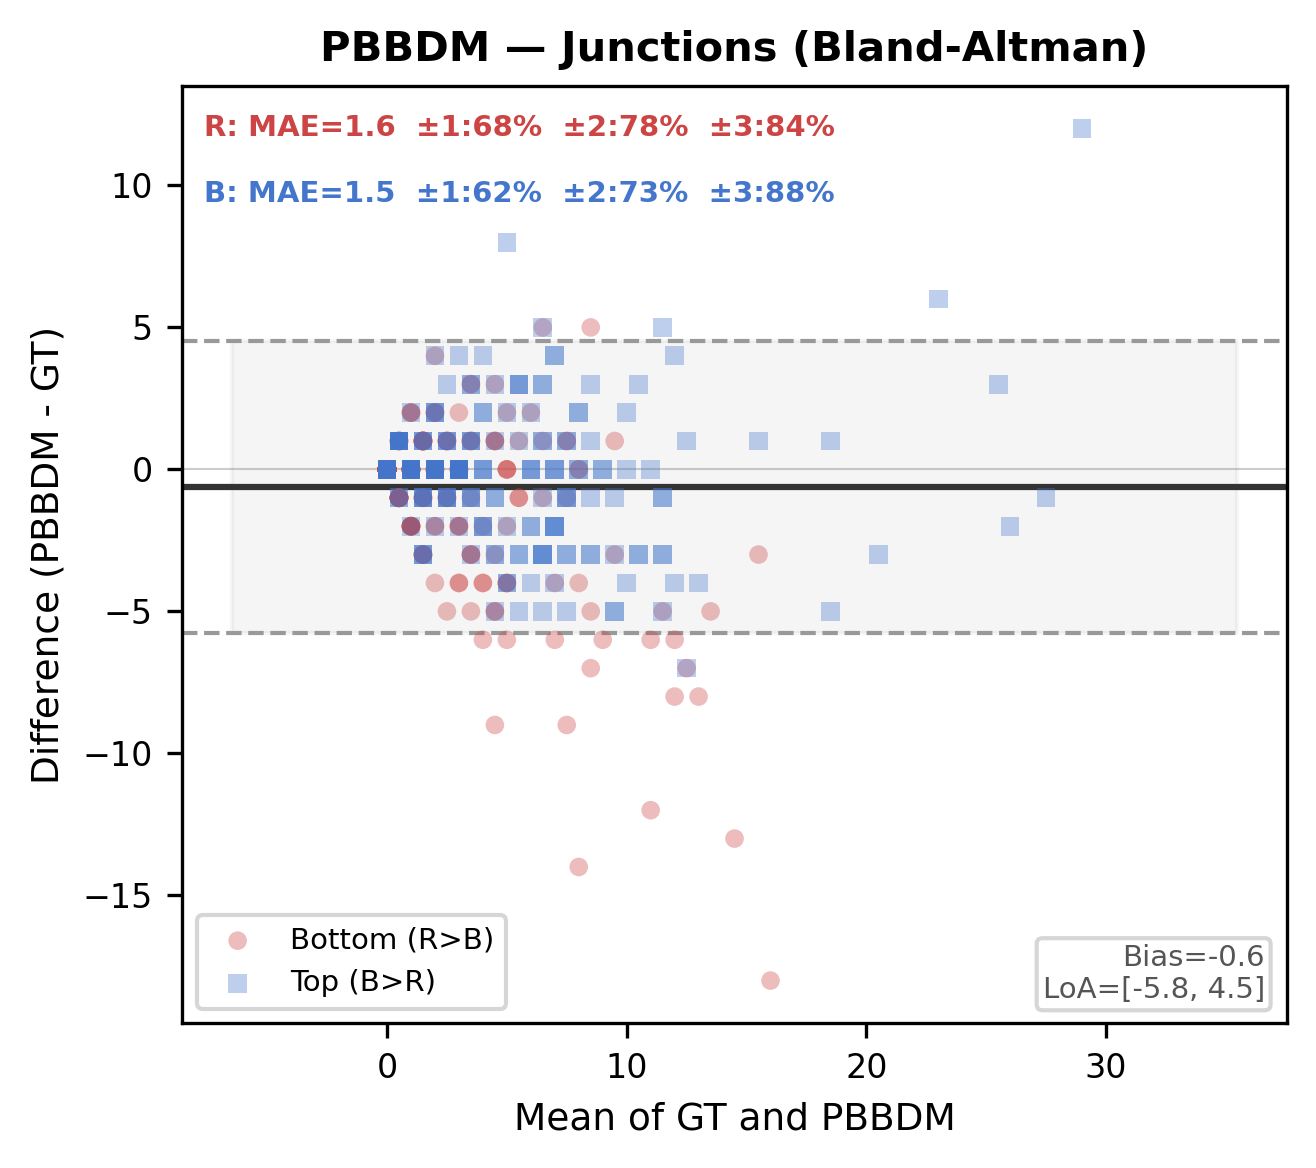 PBBDM — Junctions (Bland-Altman)
R: MAE=1.6 ±1:68% ±2:78% ±3:84%
B: MAE=1.5 ±1:62% ±2:73% ±3:88%
Difference (PBBDM - GT)
10
5
0
−5
−10
−15
Bottom (R>B)
Top (B>R)
Bias=-0.6
LoA=[-5.8, 4.5]
0 10 20 30
Mean of GT and PBBDM